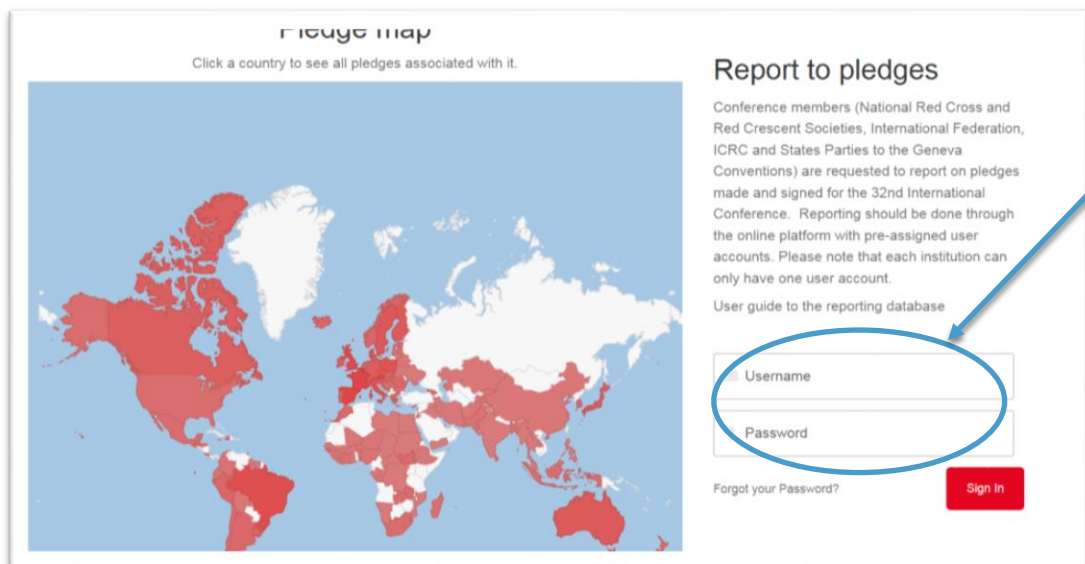 Pledge map
Click a country to see all pledges associated with it.
Report to pledges
Conference members (National Red Cross and
Red Crescent Societies, International Federation,
ICRC and States Parties to the Geneva
Conventions) are requested to report on pledges
made and signed for the 32nd International
Conference. Reporting should be done through
the online platform with pre-assigned user
accounts. Please note that each institution can
only have one user account.
User guide to the reporting database
Username
Password
Forgot your Password?
Sign In